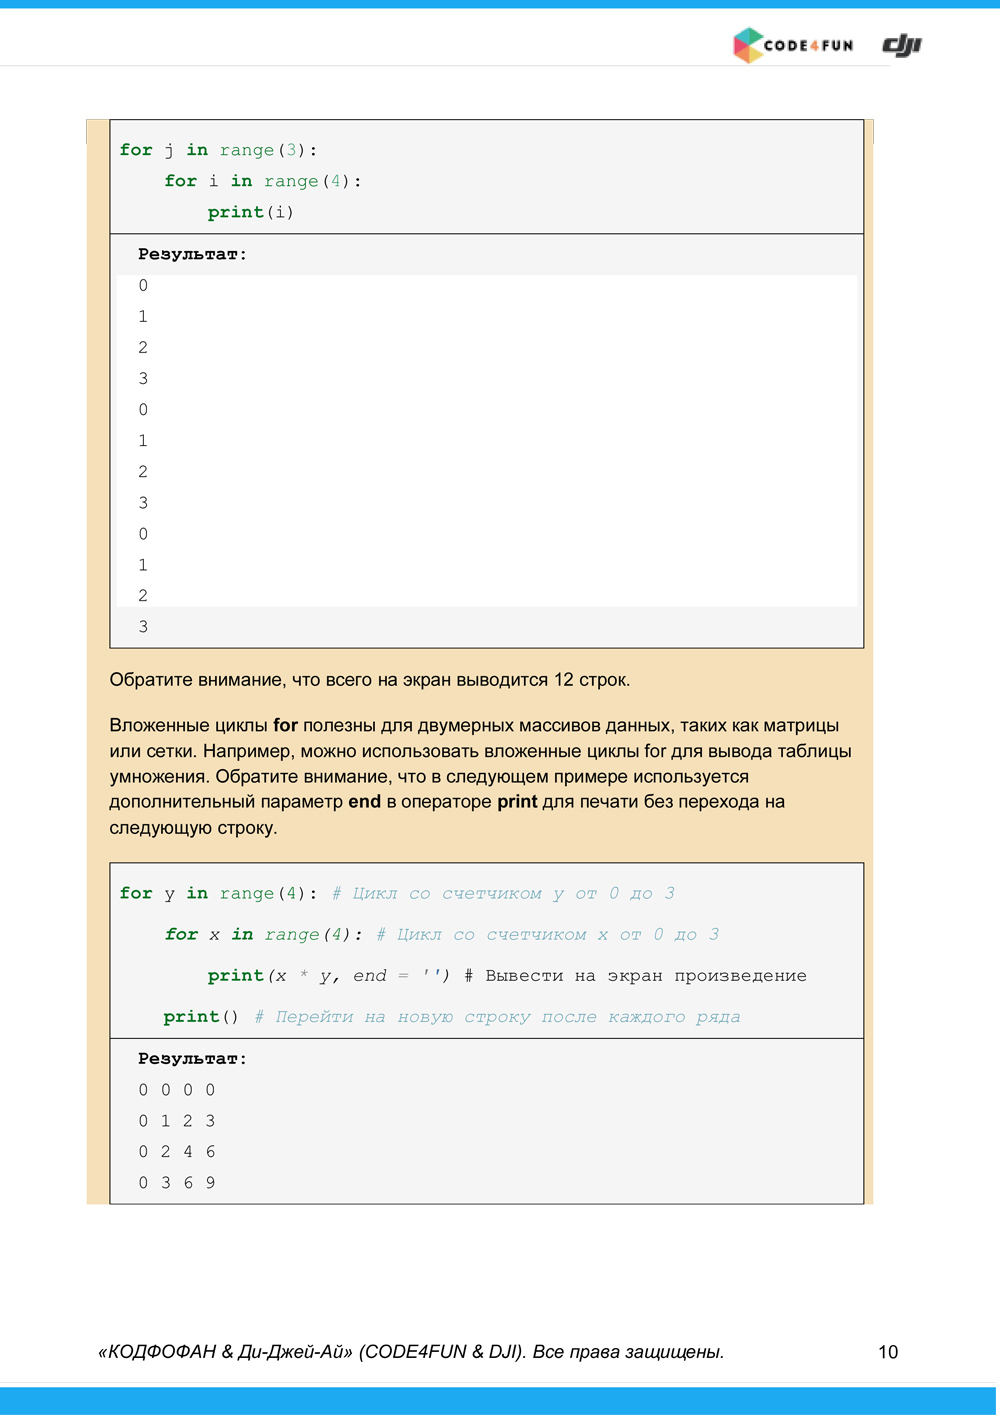 CODE4FUN dji
for j in range(3):
    for i in range(4):
        print(i)
Результат:
0
1
2
3
0
1
2
3
0
1
2
3
Обратите внимание, что всего на экран выводится 12 строк.
Вложенные циклы for полезны для двумерных массивов данных, таких как матрицы
или сетки. Например, можно использовать вложенные циклы for для вывода таблицы
умножения. Обратите внимание, что в следующем примере используется
дополнительный параметр end в операторе print для печати без перехода на
следующую строку.
for y in range(4): # Цикл со счетчиком y от 0 до 3
    for x in range(4): # Цикл со счетчиком x от 0 до 3
        print(x * y, end = '') # Вывести на экран произведение
    print() # Перейти на новую строку после каждого ряда
Результат:
0 0 0 0
0 1 2 3
0 2 4 6
0 3 6 9
«КОДФОФАН & Ди-Джей-Ай» (CODE4FUN & DJI). Все права защищены. 10